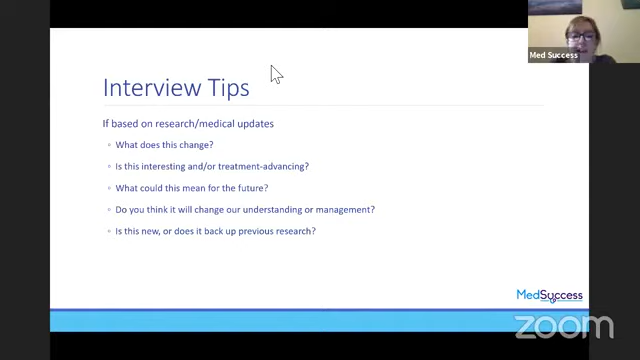 Med Success
Interview Tips
If based on research/medical updates
What does this change?
Is this interesting and/or treatment-advancing?
What could this mean for the future?
Do you think it will change our understanding or management?
Is this new, or does it back up previous research?
MedSuccess
zoom